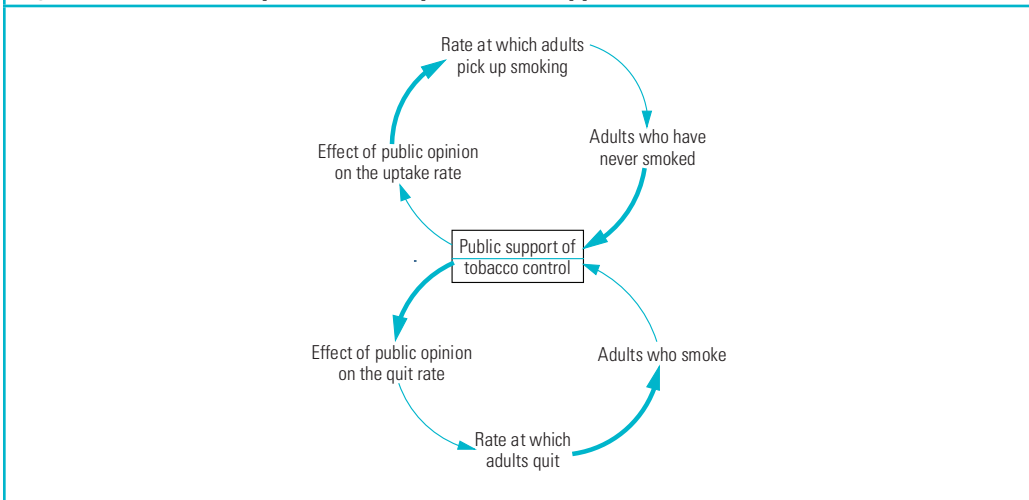 Rate at which adults
pick up smoking
Adults who have
never smoked
Effect of public opinion
on the uptake rate
Public support of
tobacco control
Effect of public opinion
on the quit rate
Adults who smoke
Rate at which
adults quit